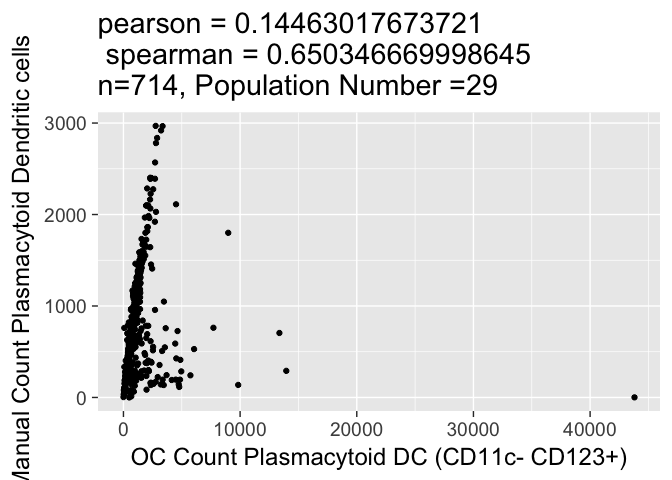 pearson = 0.14463017673721
spearman = 0.650346669998645
n=714, Population Number =29
3000
2000
1000
0
Count Plasmacytoid Dendritic cells
0
10000
20000
30000
40000
OC Count Plasmacytoid DC (CD11c- CD123+)